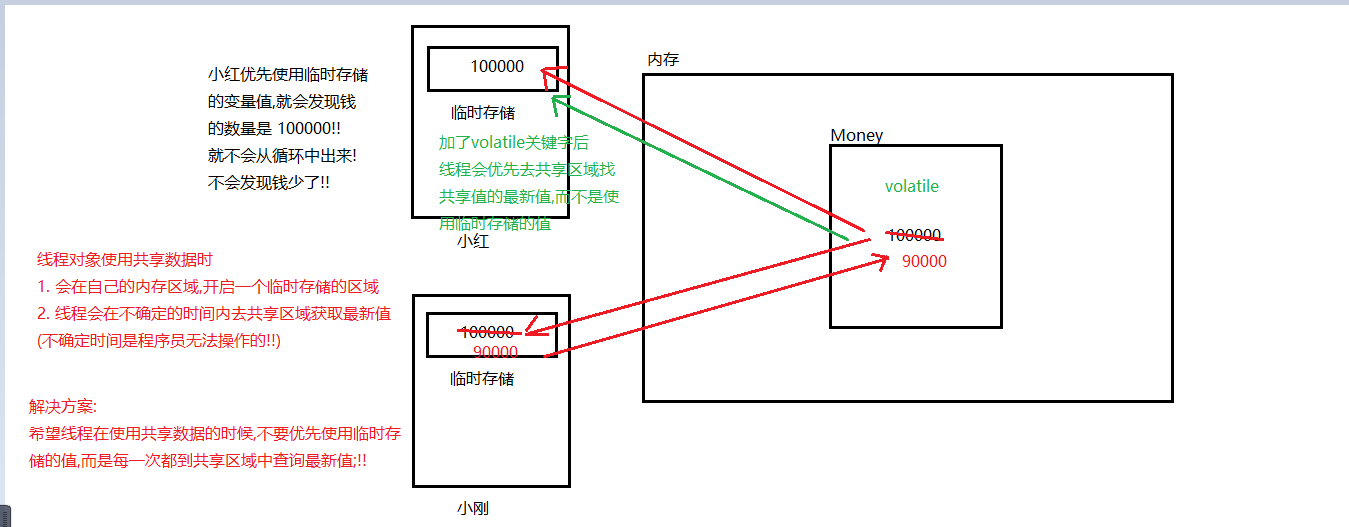 小红优先使用临时存储
的变量值,就会发现钱
的数量是 100000!!
就不会从循环中出来!
不会发现钱少了!!
100000
临时存储
加了volatile关键字后
线程会优先去共享区域找
共享值的最新值,而不是使
用临时存储的值
小红
内存
Money
volatile
100000
90000
线程对象使用共享数据时
1. 会在自己的内存区域,开启一个临时存储的区域
2. 线程会在不确定的时间内去共享区域获取最新值
(不确定时间是程序员无法操作的!!)
100000
90000
临时存储
小刚
解决方案:
希望线程在使用共享数据的时候,不要优先使用临时存
储的值,而是每一次都到共享区域中查询最新值;!!